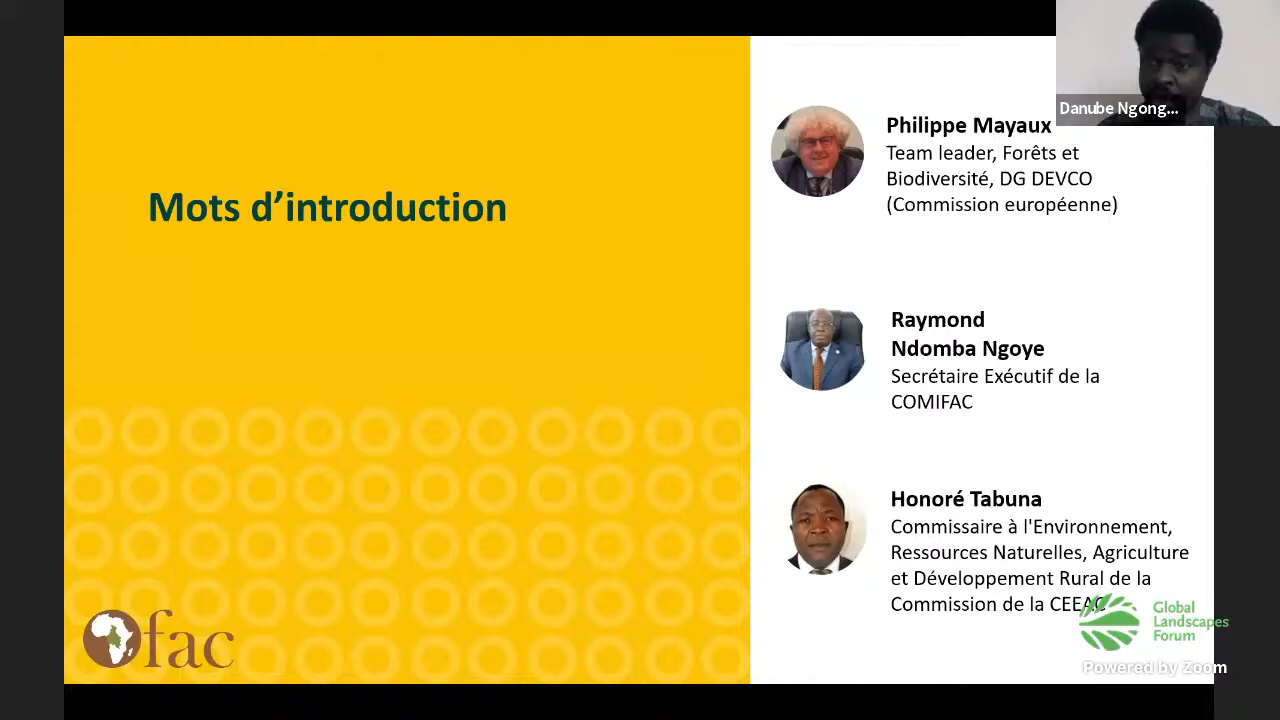 Danube Ngong...
Mots d'introduction
Philippe Mayaux
Team leader, Forêts et
Biodiversité, DG DEVCO
(Commission européenne)
Raymond
Ndomba Ngoye
Secrétaire Exécutif de la
COMIFAC
Honoré Tabuna
Commissaire à l'Environnement,
Ressources Naturelles, Agriculture
et Développement Rural de la
Commission de la CEEAC
Ofac
Global
Landscapes
Forum
Powered by Zoom